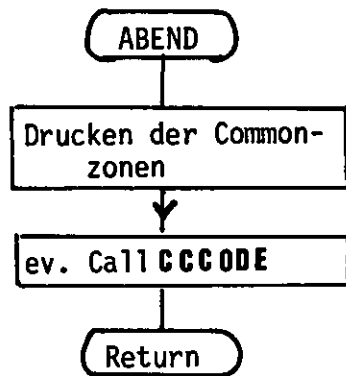 ABEND
Drucken der Common-
zonen
ev. Call CCCODE
Return